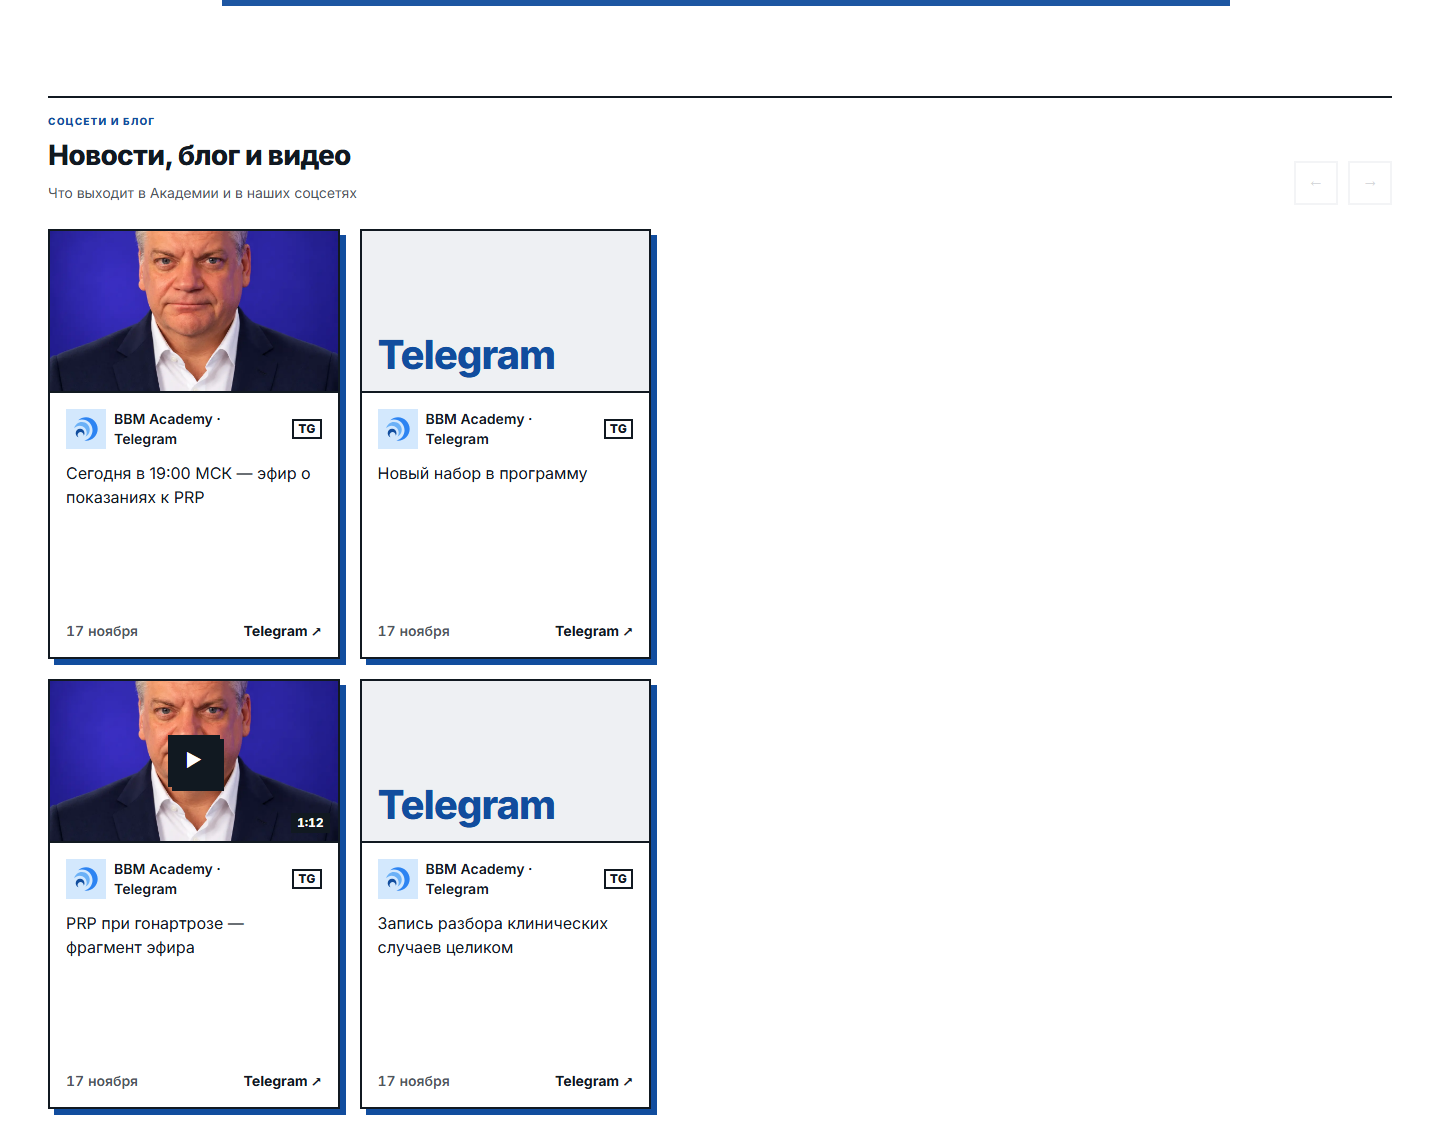 СОЦСЕТИ И БЛОГ
Новости, блог и видео
Что выходит в Академии и в наших соцсетях
← →
Telegram
BBM Academy ·
Telegram
TG
BBM Academy ·
Telegram
TG
Сегодня в 19:00 МСК — эфир о
показаниях к PRP
Новый набор в программу
17 ноября
Telegram ↗
17 ноября
Telegram ↗
1:12
Telegram
BBM Academy ·
Telegram
TG
BBM Academy ·
Telegram
TG
PRP при гонартрозе —
фрагмент эфира
Запись разбора клинических
случаев целиком
17 ноября
Telegram ↗
17 ноября
Telegram ↗